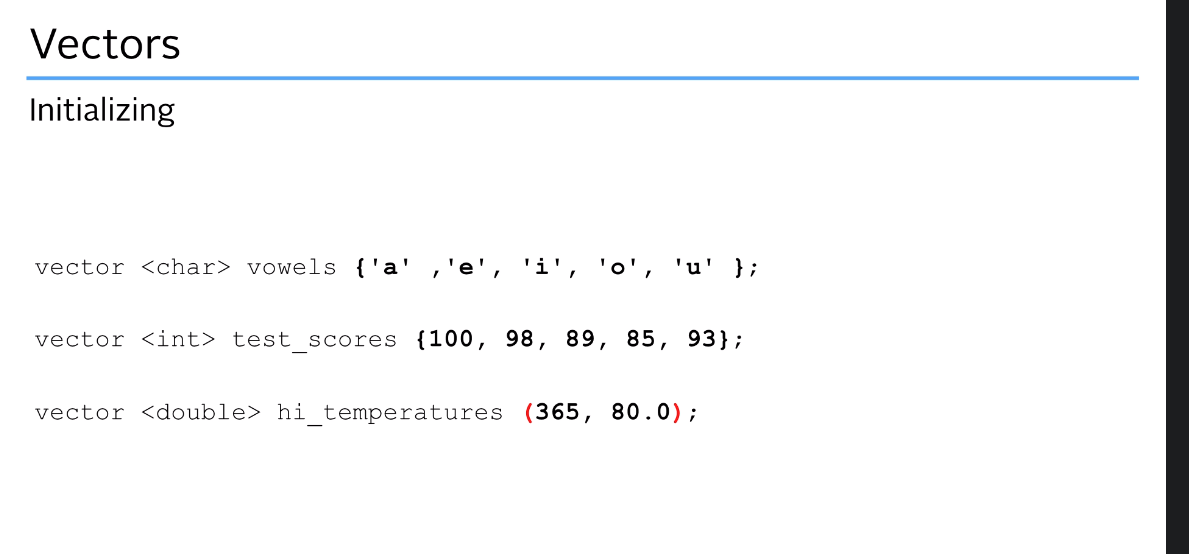 Vectors
Initializing
vector <char> vowels {'a' ,'e', 'i', 'o', 'u' };
vector <int> test_scores {100, 98, 89, 85, 93};
vector <double> hi_temperatures (365, 80.0);